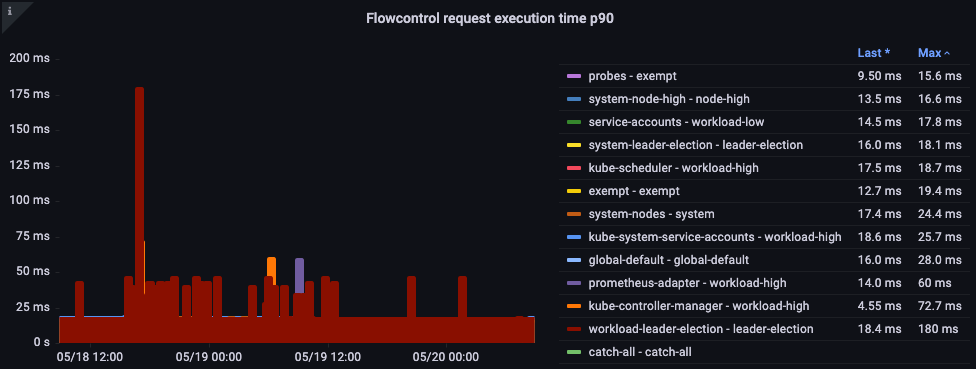 i
Flowcontrol request execution time p90
200 ms
175 ms
150 ms
125 ms
100 ms
75 ms
50 ms
25 ms
0 s
05/18 12:00 05/19 00:00 05/19 12:00 05/20 00:00
Last * Max
probes - exempt 9.50 ms 15.6 ms
system-node-high - node-high 13.5 ms 16.6 ms
service-accounts - workload-low 14.5 ms 17.8 ms
system-leader-election - leader-election 16.0 ms 18.1 ms
kube-scheduler - workload-high 17.5 ms 18.7 ms
exempt - exempt 12.7 ms 19.4 ms
system-nodes - system 17.4 ms 24.4 ms
kube-system-service-accounts - workload-high 18.6 ms 25.7 ms
global-default - global-default 16.0 ms 28.0 ms
prometheus-adapter - workload-high 14.0 ms 60 ms
kube-controller-manager - workload-high 4.55 ms 72.7 ms
workload-leader-election - leader-election 18.4 ms 180 ms
catch-all - catch-all